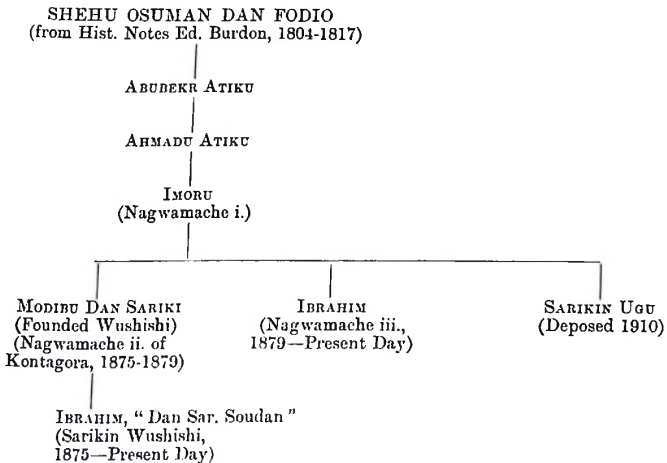 SHEHU OSUMAN DAN FODIO
(from Hist. Notes Ed. Burdon, 1804-1817)
ABUBEKR ATIKU
AHMADU ATIKU
IMORU
(Nagwamache i.)
MODIBU DAN SARIKI
(Founded Wushishi)
(Nagwamache ii. of
Kontagora, 1875-1879)
IBRAHIM
(Nagwamache iii.,
1879—Present Day)
SARIKIN UGU
(Deposed 1910)
IBRAHIM, “Dan Sar. Soudan”
(Sarikin Wushishi,
1875—Present Day)